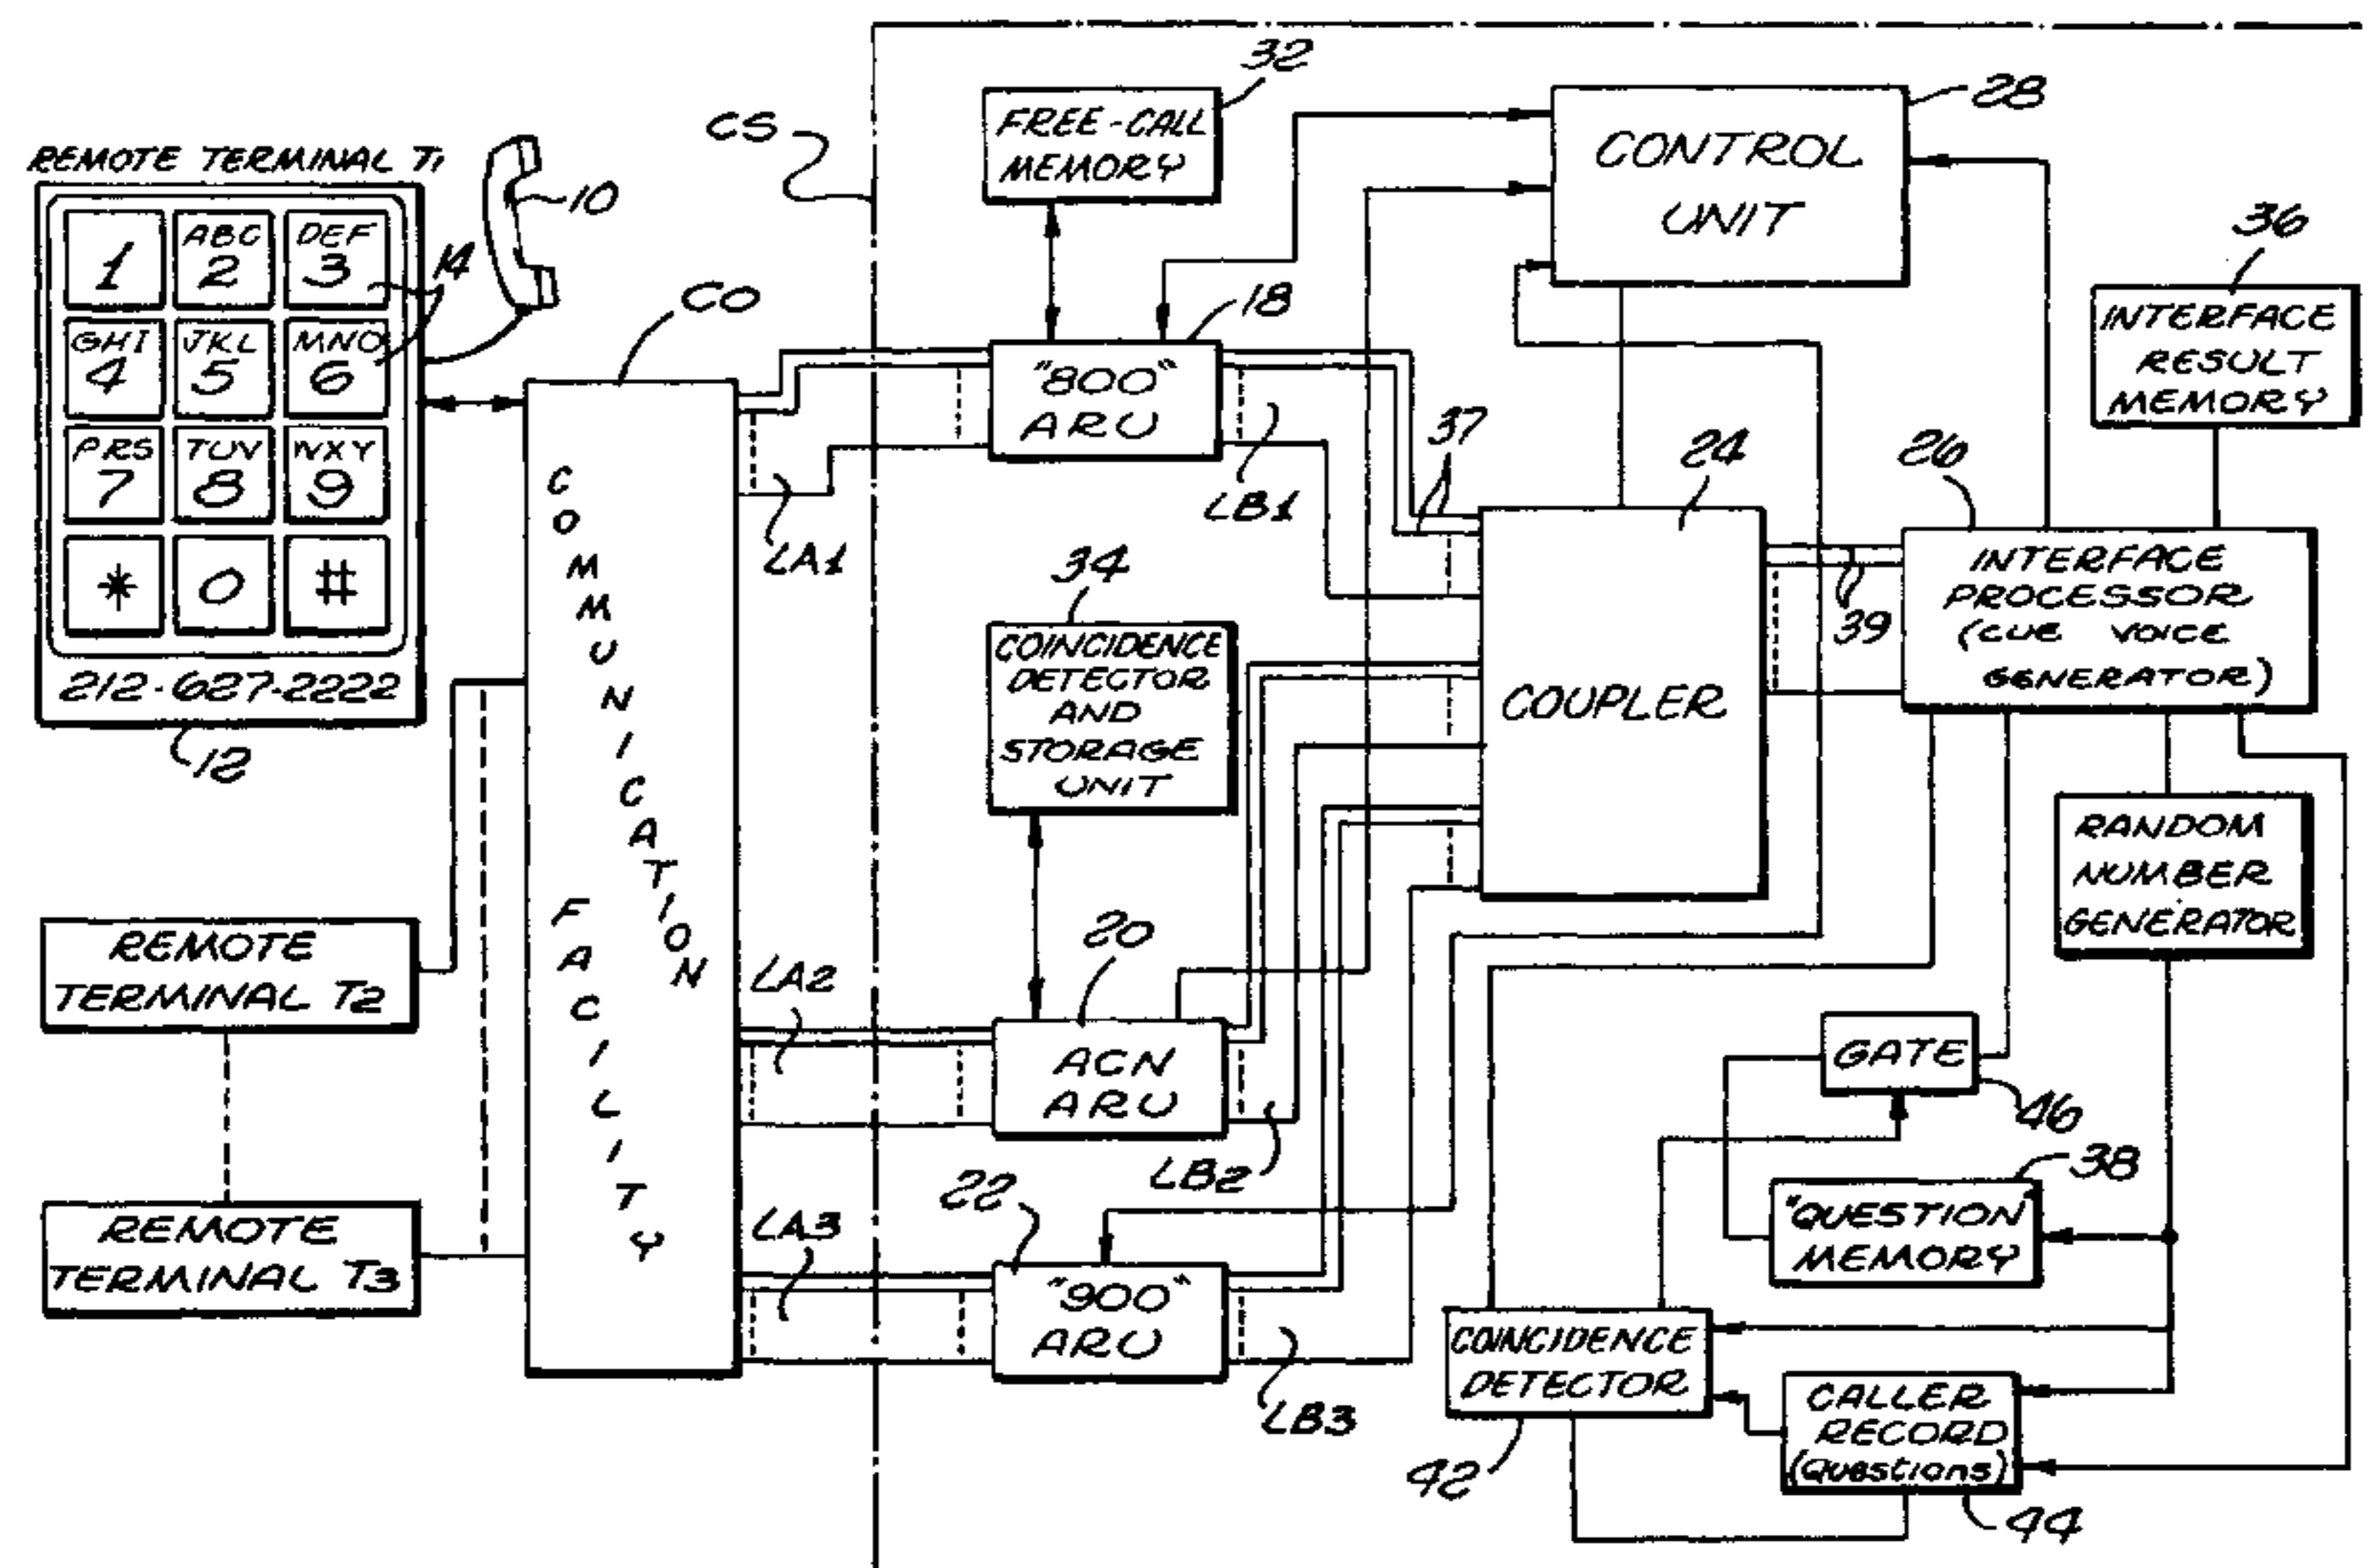 REMOTE TERMINAL T1
1
ABC
2
DEF
3
GHI
4
JKL
5
MNO
6
PRS
7
TUV
8
WXY
9
*
0
#
212-627-2222
10
14
12
REMOTE
TERMINAL T2
REMOTE
TERMINAL T3
CO
COMMUNICATION
FACILITY
CS
LA1
LA2
LA3
32
FREE-CALL
MEMORY
18
"800"
ARU
LB1
34
COINCIDENCE
DETECTOR
AND
STORAGE
UNIT
20
ACN
ARU
LB2
22
"900"
ARU
LB3
28
CONTROL
UNIT
37
24
COUPLER
39
36
INTERFACE
RESULT
MEMORY
26
INTERFACE
PROCESSOR
(CUE VOICE
GENERATOR)
RANDOM
NUMBER
GENERATOR
GATE
46
38
"QUESTION
MEMORY
COINCIDENCE
DETECTOR
42
CALLER
RECORD
(Questions)
44